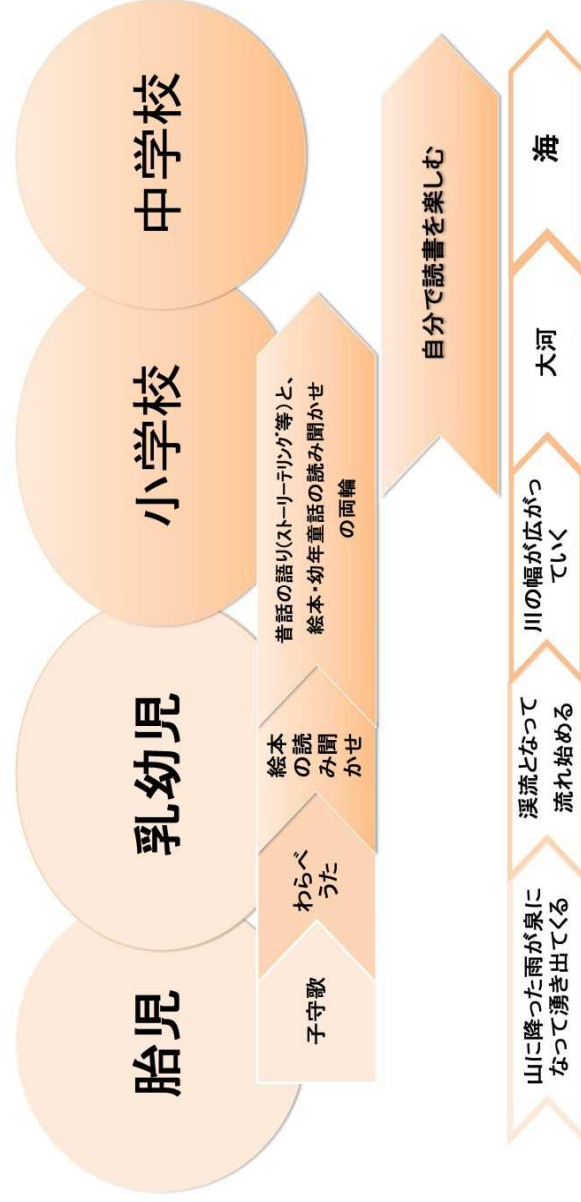 胎児
乳幼児
小学校
中学校
子守歌
わらべ
うた
絵本
の読
み聞
かせ
昔話の語り(ストーリーテリング等)と、
絵本・幼年童話の読み聞かせ
の両輪
自分で読書を楽しむ
山に降った雨が泉に
なって湧き出てくる
渓流となって
流れ始める
川の幅が広がっ
ていく
大河
海